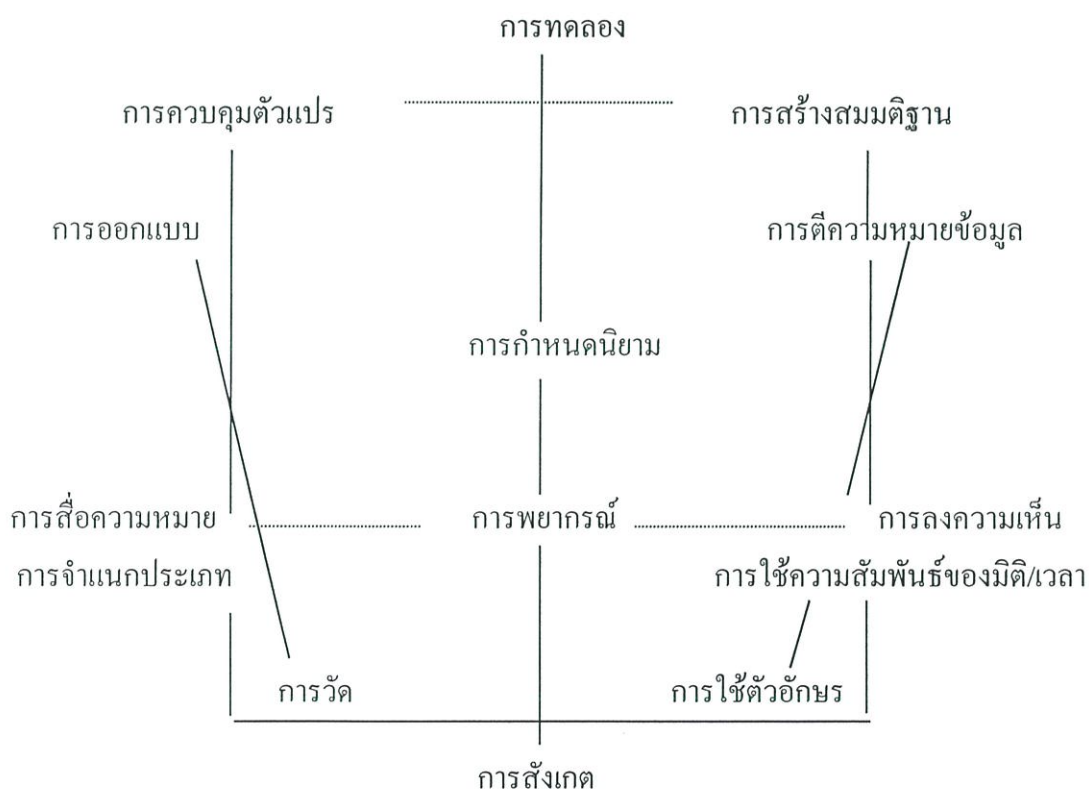 การทดลอง
การควบคุมตัวแปร
การสร้างสมมติฐาน
การออกแบบ
การตีความหมายข้อมูล
การกำหนดนิยาม
การสื่อความหมาย
การพยากรณ์
การลงความเห็น
การจำแนกประเภท
การใช้ความสัมพันธ์ของมิติ/เวลา
การวัด
การใช้ตัวอักษร
การสังเกต